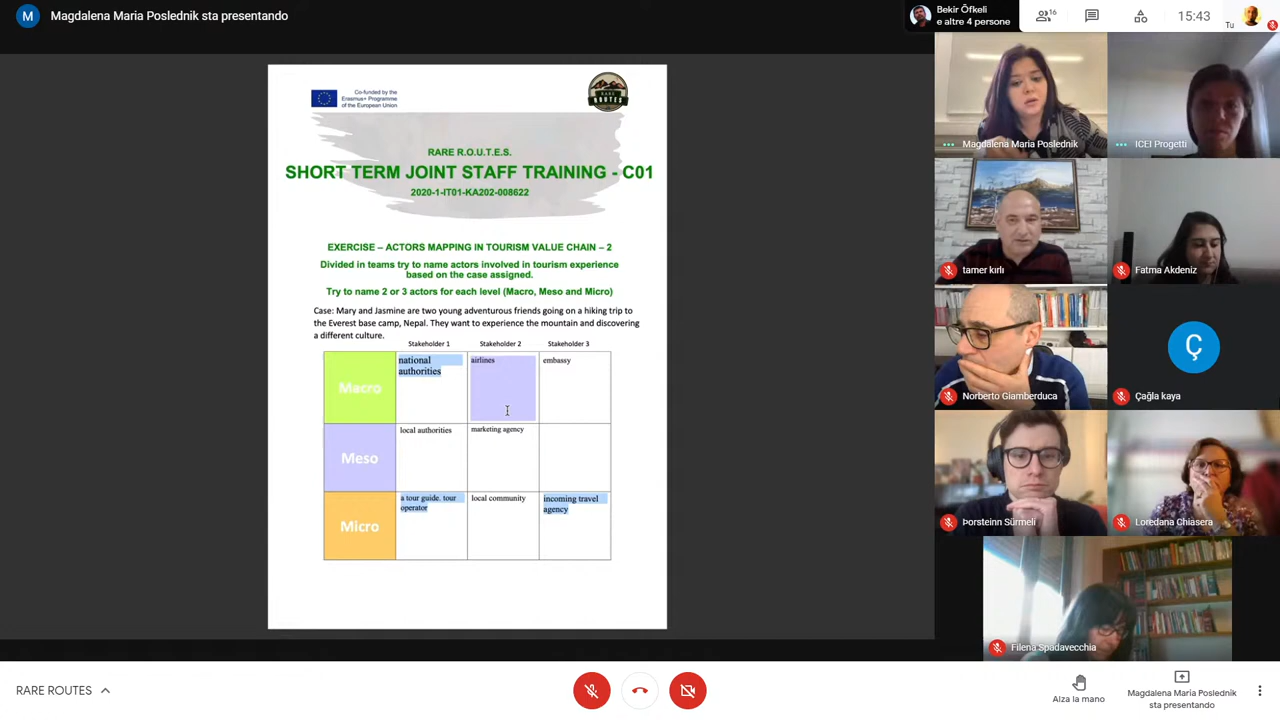 M Magdalena Maria Poslednik sta presentando
Bekir Öfkeli
e altre 4 persone
16
15:43
Tu
Co-funded by the
Erasmus+ Programme
of the European Union
RARE
ROUTES
RARE R.O.U.T.E.S.
SHORT TERM JOINT STAFF TRAINING - C01
2020-1-IT01-KA202-008622
EXERCISE – ACTORS MAPPING IN TOURISM VALUE CHAIN – 2
Divided in teams try to name actors involved in tourism experience
based on the case assigned.
Try to name 2 or 3 actors for each level (Macro, Meso and Micro)
Case: Mary and Jasmine are two young adventurous friends going on a hiking trip to
the Everest base camp, Nepal. They want to experience the mountain and discovering
a different culture.
Stakeholder 1 Stakeholder 2 Stakeholder 3
Macro
national
authorities
airlines
embassy
Meso
local authorities
marketing agency
Micro
a tour guide. tour
operator
local community
incoming travel
agency
Magdalena Maria Poslednik
ICEI Progetti
tamer kırlı
Fatma Akdeniz
Norberto Giamberduca
Ç
Çağla kaya
Þorsteinn Sürmeli
Loredana Chiasera
Filena Spadavecchia
RARE ROUTES
Alza la mano
Magdalena Maria Poslednik
sta presentando